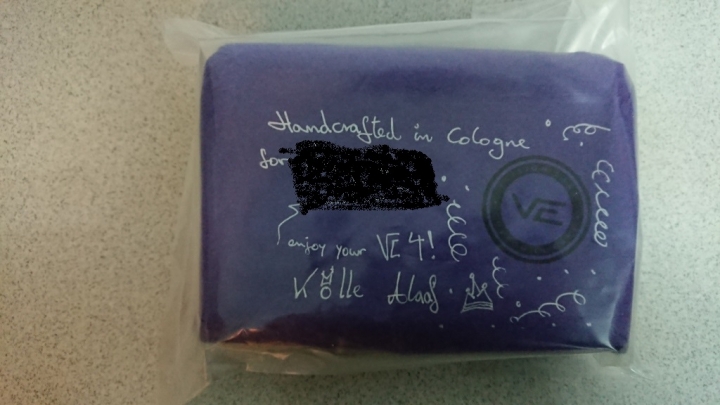 Handcrafted in Cologne
for
enjoy your VE 4!
Kölle Alaaf
VE